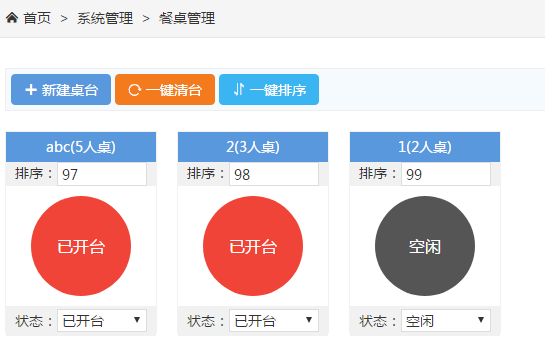 首页 > 系统管理 > 餐桌管理
新建桌台 一键清台 一键排序
abc(5人桌) 2(3人桌) 1(2人桌)
排序：97 排序：98 排序：99
已开台 已开台 空闲
状态：已开台 状态：已开台 状态：空闲